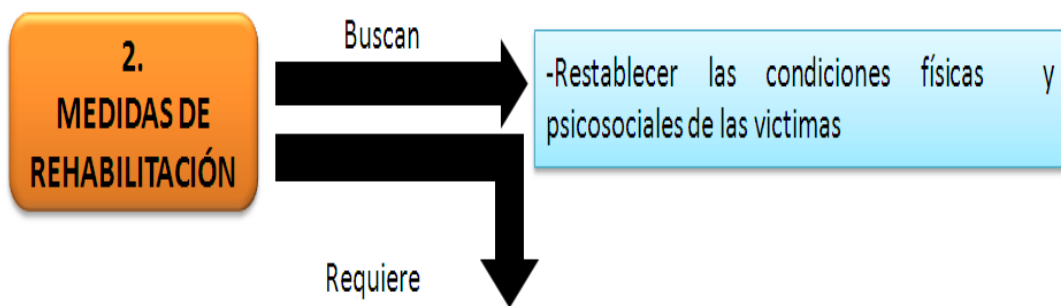 2.
MEDIDAS DE
REHABILITACIÓN
Buscan
-Restablecer las condiciones físicas y
psicosociales de las victimas
Requiere